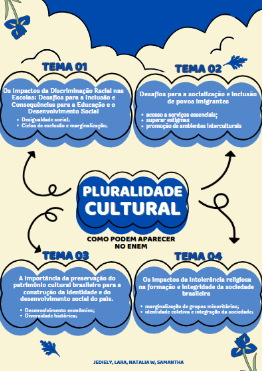 TEMA 01
Os Impactos da Discriminação Racial nas
Escolas: Desafios para a Inclusão e
Consequências para a Educação e o
Desenvolvimento Social
Desigualdade social;
Ciclos de exclusão e marginalização.
TEMA 02
Desafios para a socialização e inclusão
de povos imigrantes
acesso a serviços essenciais;
superar estigmas
promoção de ambientes interculturais
PLURALIDADE
CULTURAL
COMO PODEM APARECER
NO ENEM
TEMA 03
A importância da preservação do
patrimônio cultural brasileiro para a
construção da identidade e do
desenvolvimento social do país.
Desenvolvimento econômico;
Diversidade histórica;
TEMA 04
Os impactos da intolerância religiosa
na formação e integridade da sociedade
brasileira
marginalização de grupos minoritários;
identidade coletiva e integração da sociedade;
JEDIELY, LARA, NATALIA W, SAMANTHA